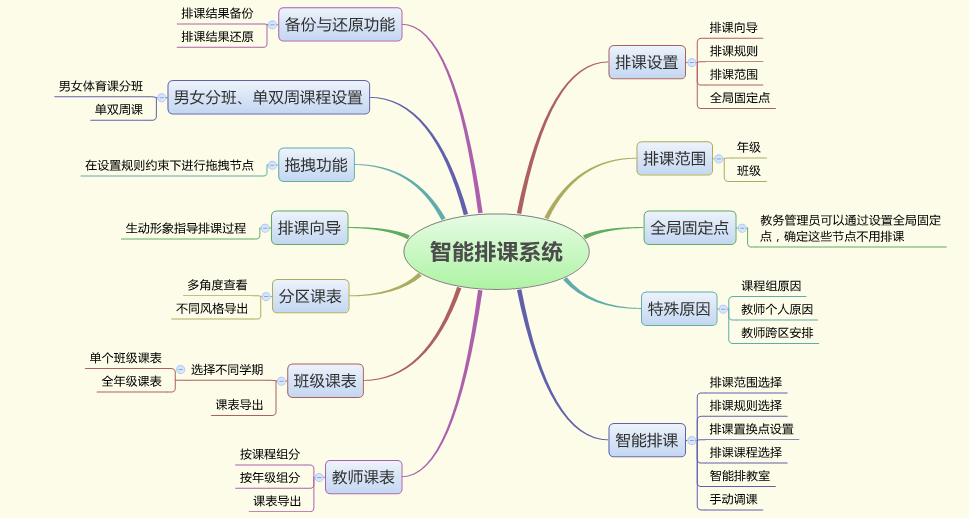 智能排课系统
排课设置
排课向导
排课规则
排课范围
全局固定点
排课范围
年级
班级
全局固定点
教务管理员可以通过设置全局固定
点，确定这些节点不用排课
特殊原因
课程组原因
教师个人原因
教师跨区安排
智能排课
排课范围选择
排课规则选择
排课置换点设置
排课课程选择
智能排教室
手动调课
备份与还原功能
排课结果备份
排课结果还原
男女分班、单双周课程设置
男女体育课分班
单双周课
拖拽功能
在设置规则约束下进行拖拽节点
排课向导
生动形象指导排课过程
分区课表
多角度查看
不同风格导出
班级课表
选择不同学期
单个班级课表
全年级课表
课表导出
教师课表
按课程组分
按年级组分
课表导出